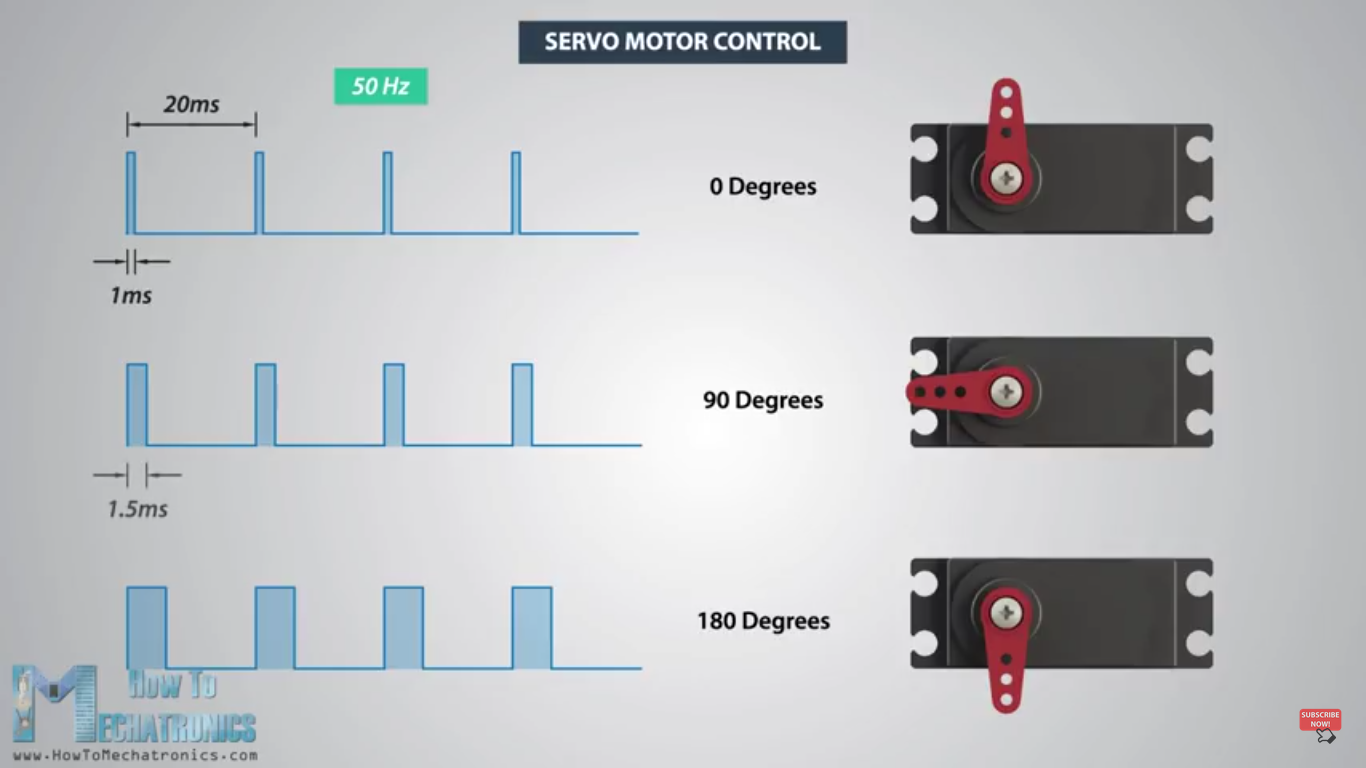 SERVO MOTOR CONTROL
50 Hz
20ms
0 Degrees
1ms
90 Degrees
1.5ms
180 Degrees
How To
MECHATRONICS
www.HowToMechatronics.com
SUBSCRIBE
NOW!